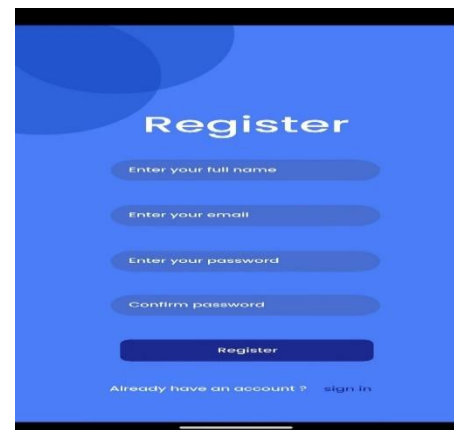 Register
Enter your full name
Enter your email
Enter your password
Confirm password
Register
Already have an account ? sign in